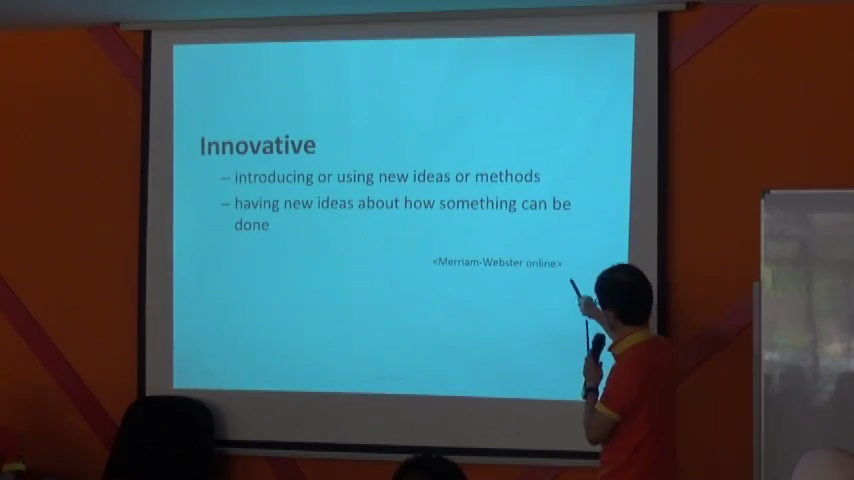 Innovative
– introducing or using new ideas or methods
– having new ideas about how something can be
done
<Merriam-Webster online>